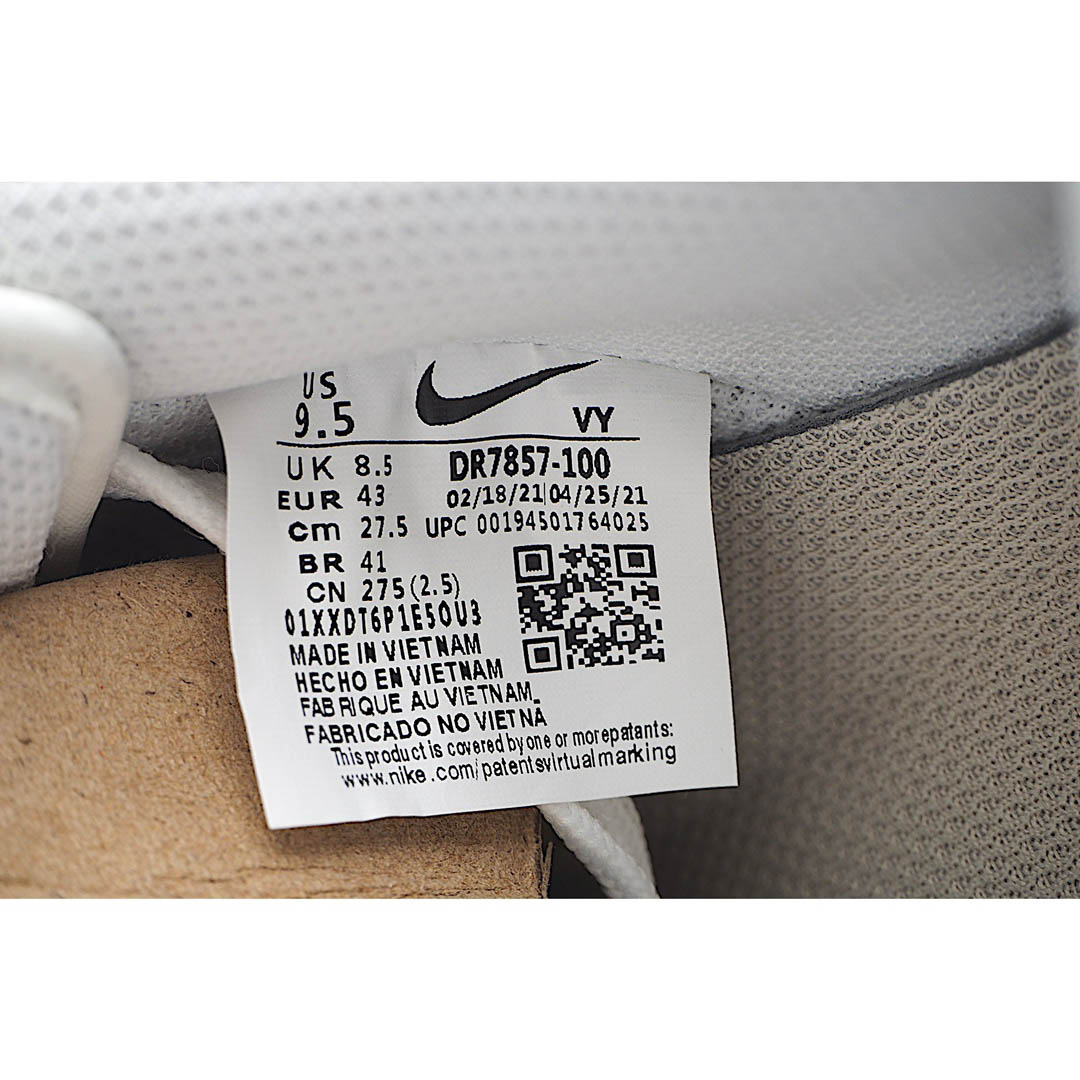 US
9.5 VY
UK 8.5 DR7857-100
EUR 43 02/18/21|04/25/21
cm 27.5 UPC 00194501764025
BR 41
CN 275(2.5)
01XXDT6P1E5OU3
MADE IN VIETNAM
HECHO EN VIETNAM
FABRIQUE AU VIETNAM_
FABRICADO NO VIETNÃ
This product is covered by one or more patants:
www.nike.com/patentsvirtualmarking